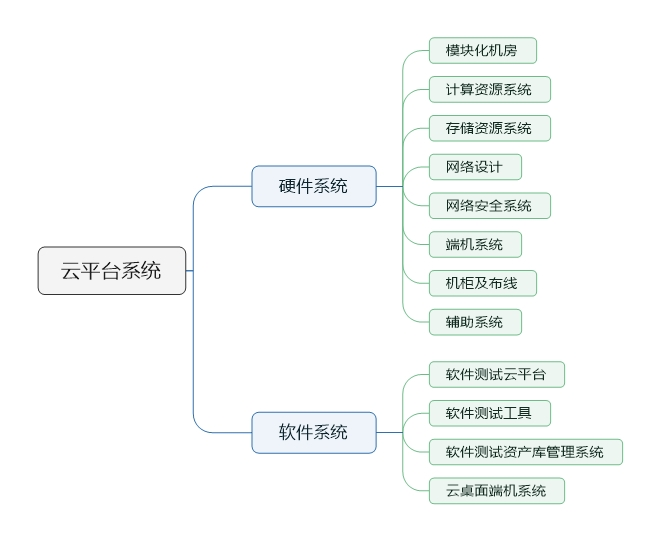 云平台系统
硬件系统
模块化机房
计算资源系统
存储资源系统
网络设计
网络安全系统
端机系统
机柜及布线
辅助系统
软件系统
软件测试云平台
软件测试工具
软件测试资产库管理系统
云桌面端机系统